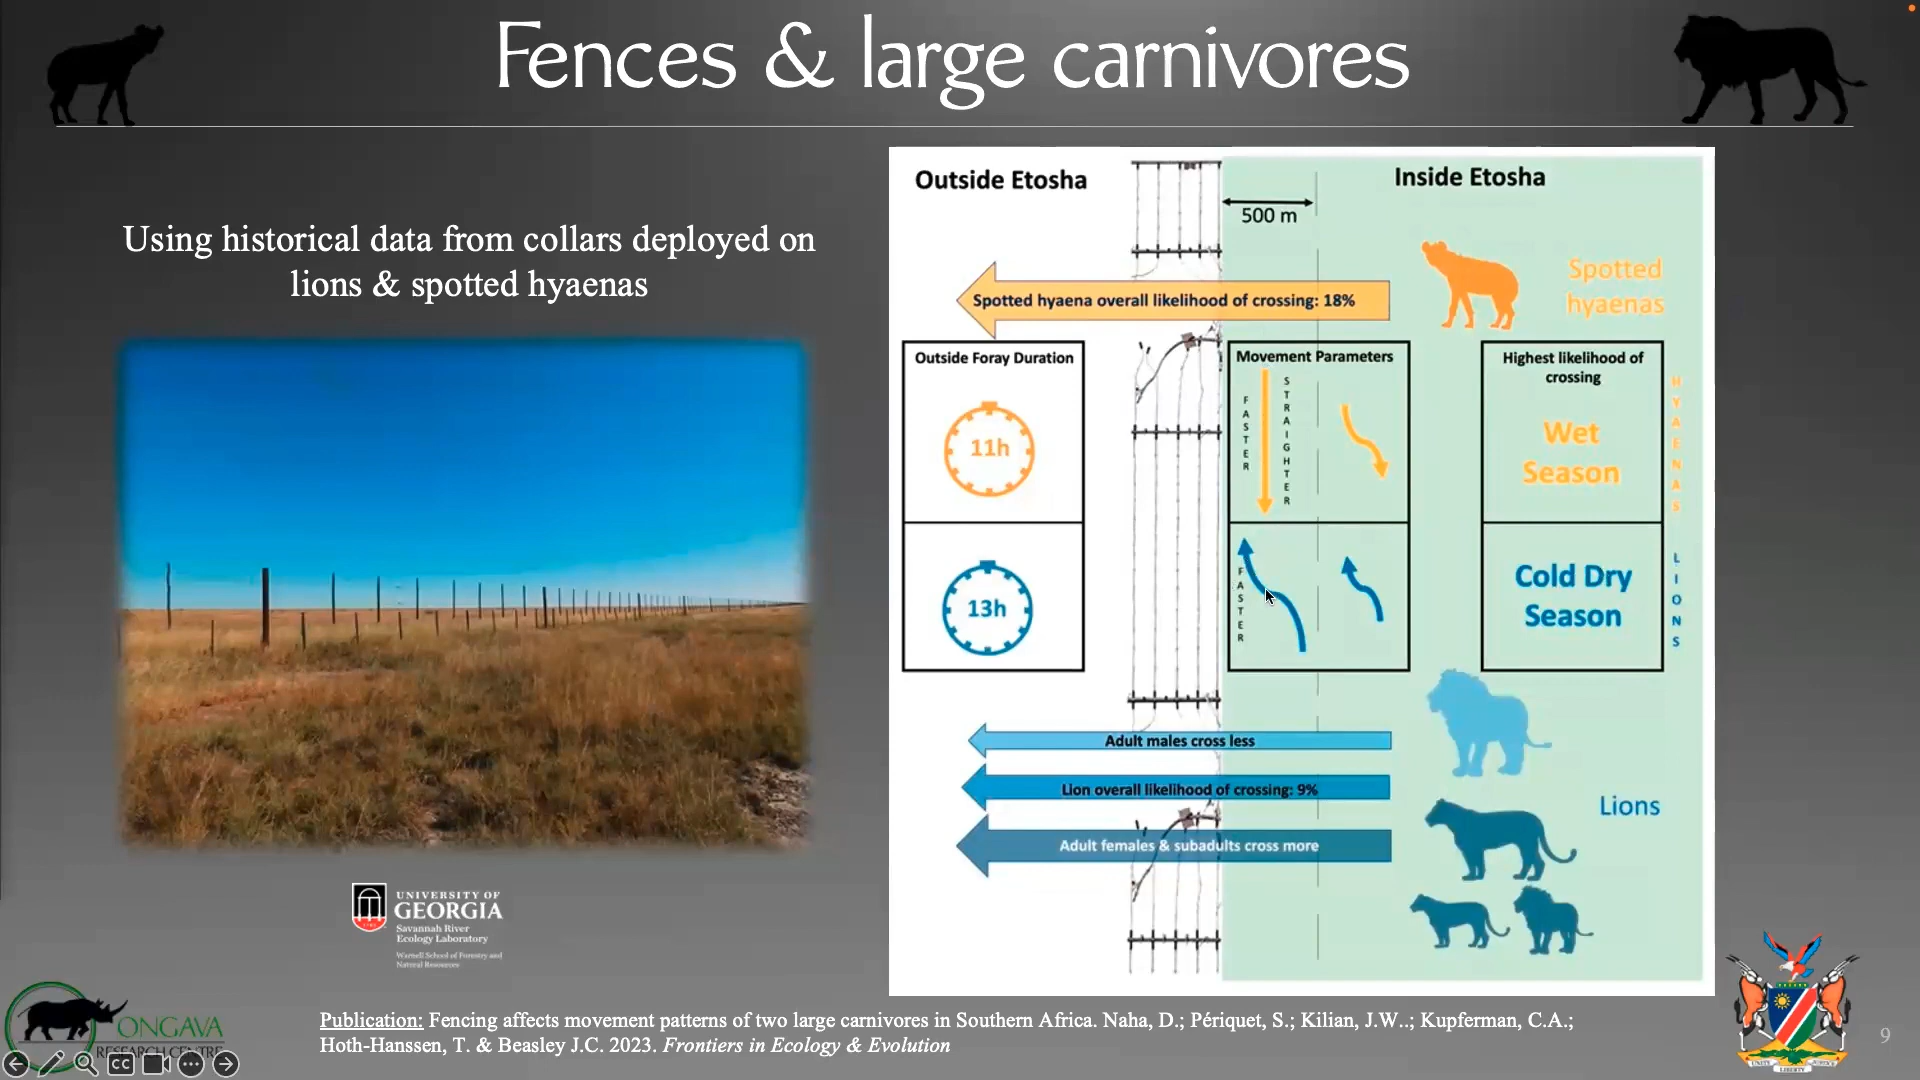 Fences & large carnivores
Using historical data from collars deployed on
lions & spotted hyaenas
Outside Etosha
Inside Etosha
500 m
Spotted hyaena overall likelihood of crossing: 18%
Spotted
hyaenas
Outside Foray Duration
11h
13h
Movement Parameters
FASTER
STRAIGHTER
FASTER
Highest likelihood of
crossing
Wet
Season
Cold Dry
Season
HYAENAS
LIONS
Adult males cross less
Lion overall likelihood of crossing: 9%
Adult females & subadults cross more
Lions
UNIVERSITY OF
GEORGIA
Savannah River
Ecology Laboratory
Warnell School of Forestry and
Natural Resources
ONGAVA
RESEARCH CENTRE
Publication: Fencing affects movement patterns of two large carnivores in Southern Africa. Naha, D.; Périquet, S.; Kilian, J.W..; Kupferman, C.A.;
Hoth-Hanssen, T. & Beasley J.C. 2023. Frontiers in Ecology & Evolution
UNITY LIBERTY JUSTICE
9
CC